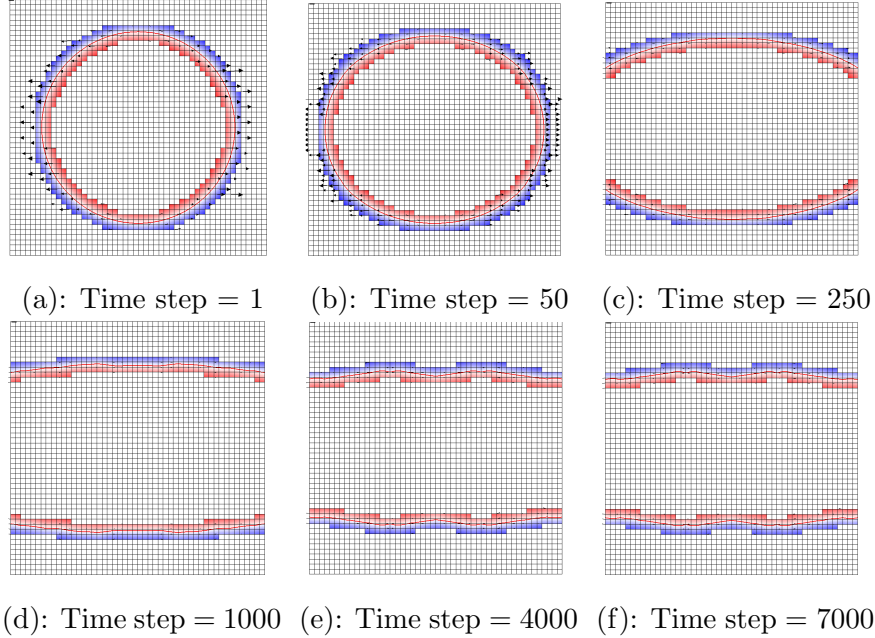 (a): Time step = 1 (b): Time step = 50 (c): Time step = 250
(d): Time step = 1000 (e): Time step = 4000 (f): Time step = 7000